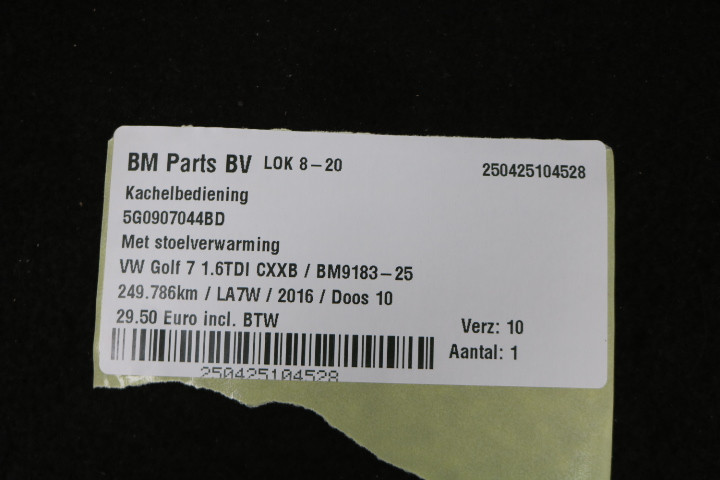 BM Parts BV LOK 8-20 250425104528
Kachelbediening
5G0907044BD
Met stoelverwarming
VW Golf 7 1.6TDI CXXB / BM9183-25
249.786km / LA7W / 2016 / Doos 10
29.50 Euro incl. BTW Verz: 10
Aantal: 1
250425104528